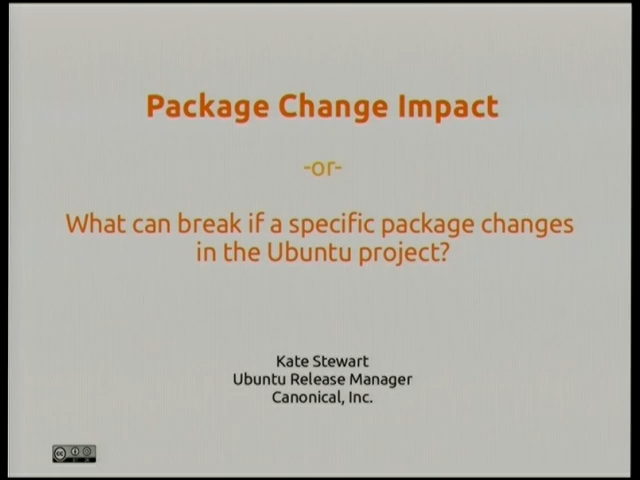 Package Change Impact
-or-
What can break if a specific package changes
in the Ubuntu project?
Kate Stewart
Ubuntu Release Manager
Canonical, Inc.
cc